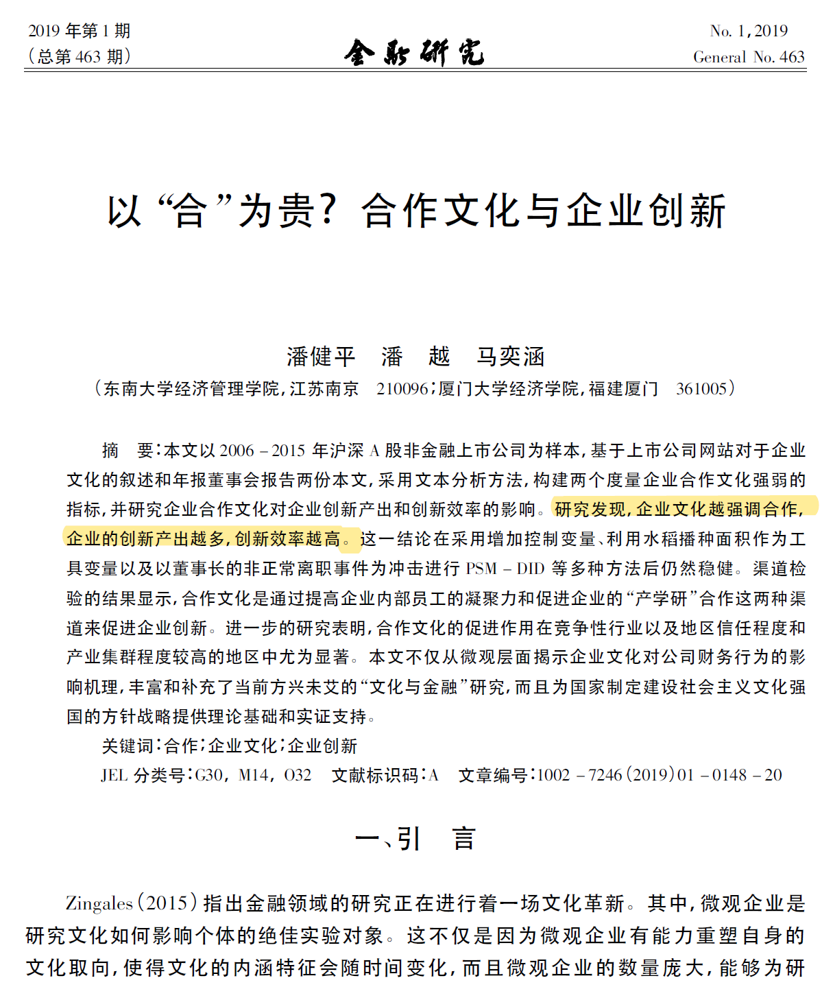 2019 年第 1 期
(总第 463 期)
金融研究
No. 1,2019
General No. 463
以“合”为贵? 合作文化与企业创新
潘健平 潘 越 马奕涵
(东南大学经济管理学院,江苏南京 210096;厦门大学经济学院,福建厦门 361005)
摘 要:本文以 2006 – 2015 年沪深 A 股非金融上市公司为样本,基于上市公司网站对于企业
文化的叙述和年报董事会报告两份本文,采用文本分析方法,构建两个度量企业合作文化强弱的
指标,并研究企业合作文化对企业创新产出和创新效率的影响。研究发现,企业文化越强调合作,
企业的创新产出越多,创新效率越高。这一结论在采用增加控制变量、利用水稻播种面积作为工
具变量以及以董事长的非正常离职事件为冲击进行 PSM – DID 等多种方法后仍然稳健。渠道检
验的结果显示,合作文化是通过提高企业内部员工的凝聚力和促进企业的“产学研”合作这两种渠
道来促进企业创新。进一步的研究表明,合作文化的促进作用在竞争性行业以及地区信任程度和
产业集群程度较高的地区中尤为显著。本文不仅从微观层面揭示企业文化对公司财务行为的影
响机理,丰富和补充了当前方兴未艾的“文化与金融”研究,而且为国家制定建设社会主义文化强
国的方针战略提供理论基础和实证支持。
关键词:合作;企业文化;企业创新
JEL 分类号:G30, M14, O32 文献标识码:A 文章编号:1002 – 7246(2019)01 – 0148 – 20
一、引 言
Zingales(2015)指出金融领域的研究正在进行着一场文化革新。其中,微观企业是
研究文化如何影响个体的绝佳实验对象。这不仅是因为微观企业有能力重塑自身的
文化取向,使得文化的内涵特征会随时间变化,而且微观企业的数量庞大,能够为研